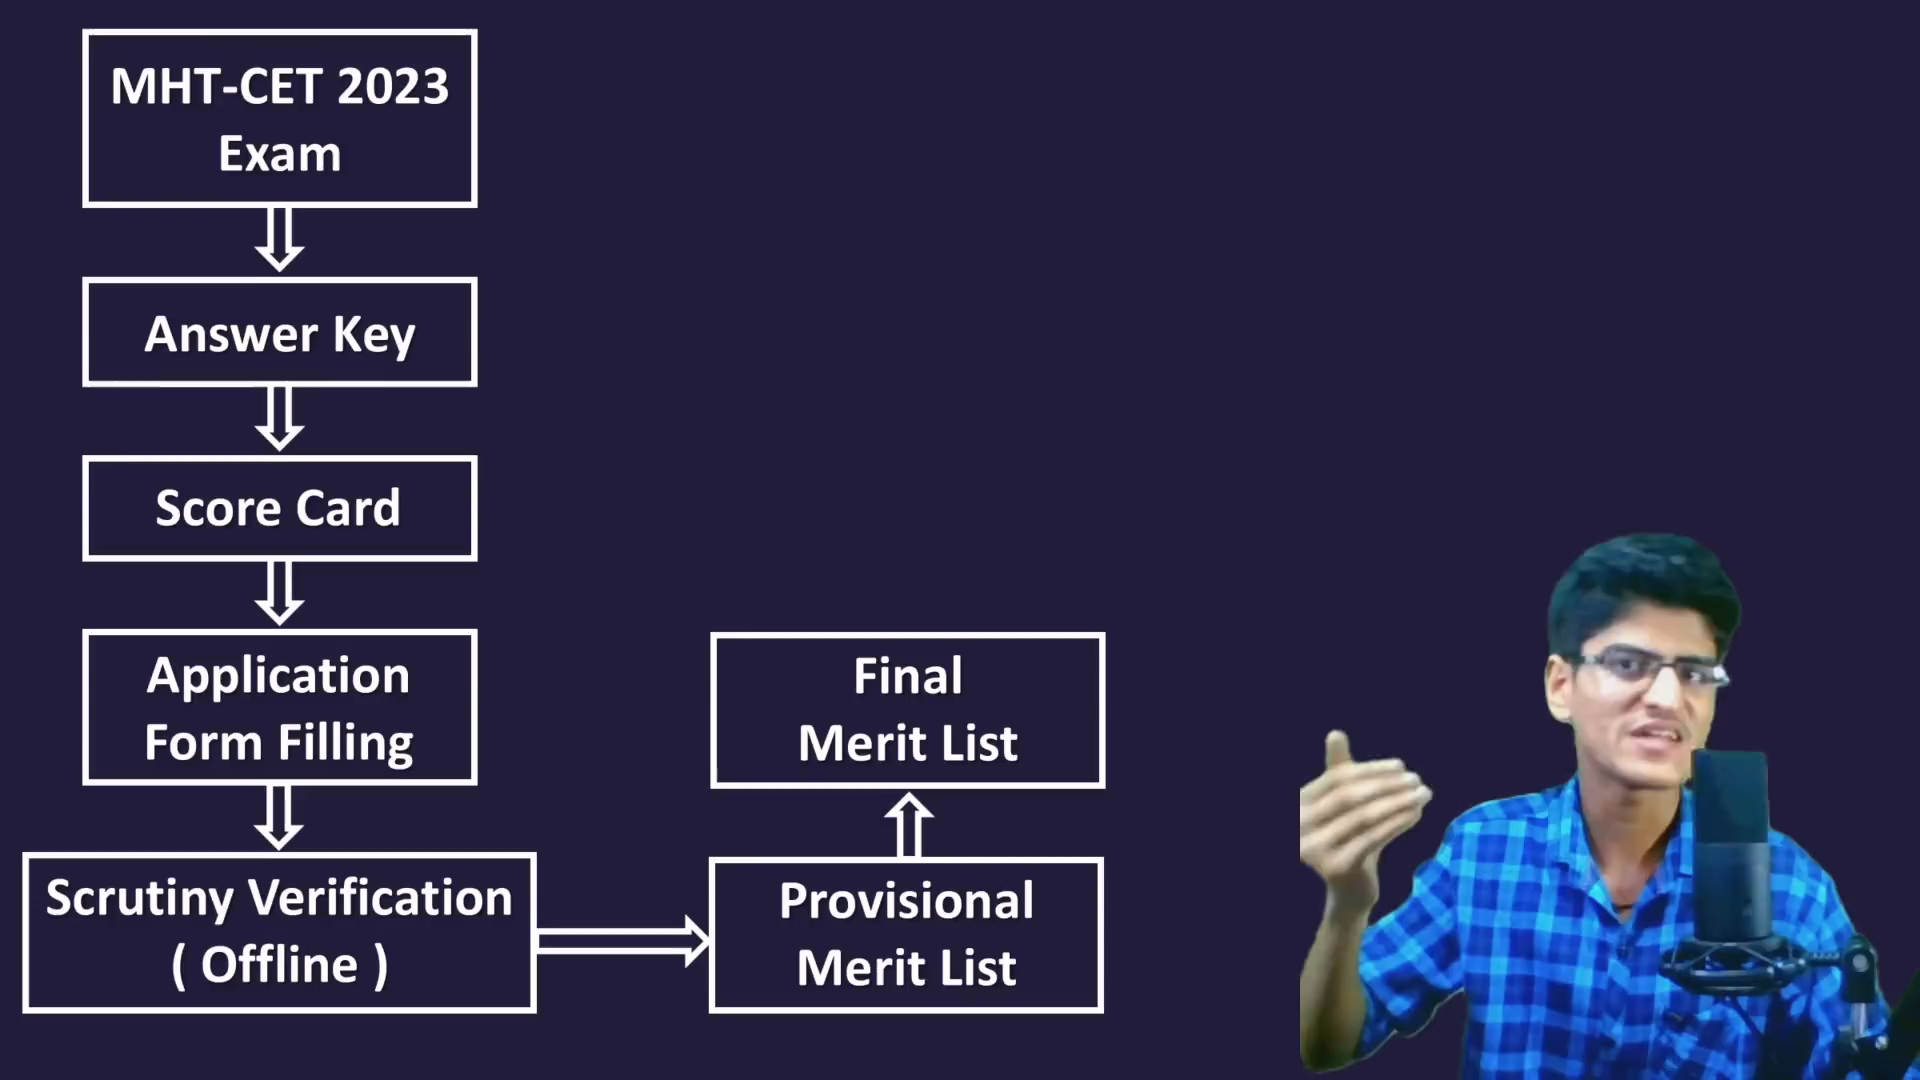 MHT-CET 2023
Exam
Answer Key
Score Card
Application
Form Filling
Scrutiny Verification
( Offline )
Provisional
Merit List
Final
Merit List